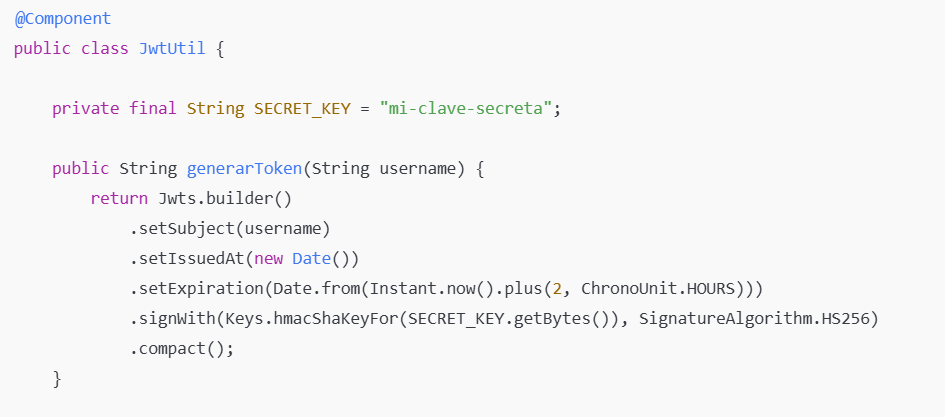 @Component
public class JwtUtil {
    private final String SECRET_KEY = "mi-clave-secreta";
    public String generarToken(String username) {
        return Jwts.builder()
            .setSubject(username)
            .setIssuedAt(new Date())
            .setExpiration(Date.from(Instant.now().plus(2, ChronoUnit.HOURS)))
            .signWith(Keys.hmacShaKeyFor(SECRET_KEY.getBytes()), SignatureAlgorithm.HS256)
            .compact();
    }